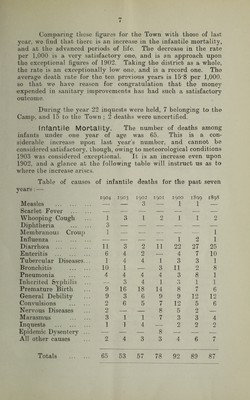 7
Comparing those figures for the Town with those of last
year, we find that there is an increase in the infantile mortality,
and at the advanced periods of life. The decrease in the rate
per 1,000 is a very satisfactory one, and is an approach upon
the exceptional figures of 1902. Taking the district as a whole,
the rate is an exceptionally low one, and is a record one. The
average death rate for the ten previous years is 15·8 per 1,000,
so that we have reason for congratulation that the money
expended in sanitary improvements has had such a satisfactory
outcome.
During the year 22 inquests were held, 7 belonging to the
Camp, and 15 to the Town; 2 deaths were uncertified.
Infantile Mortality. The number of deaths among
infants under one year of age was 65. This is a con-
siderable increase upon last year's number, and cannot be
considered satisfactory, though, owing to meteorological conditions
1903 was considered exceptional. It is an increase even upon
1902, and a glance at the following table will instruct us as to
where the increase arises.
Table of causes of infantile deaths for the past seven
years :—
1904 1903 1902 1901 1900 1899 1898
Measles ... — — 3 — 1 1 —
Scarlet Fever ... — — — — — — —
Whooping Cough 1 3 1 2 1 1 2
Diphtheria ... 3 — — — — — —
Membranous Croup 1 — — — — — 1
Influenza ... — — — — 1 2 1
Diarrhœa ... 11 3 2 11 22 27 25
Enteritis ... 6 4 2 — 4 7 10
Tubercular Diseases... 1 4 4 1 3 3 1
Bronchitis ... 10 1 — 3 11 2 8
Pneumonia ... 4 4 4 4 3 8 1
Inherited Syphilis — 3 4 1 3 1 1
Premature Birth 9 16 18 14 8 7 6
General Debility 9 3 6 9 9 12 12
Convulsions ... 2 6 5 7 12 5 6
Nervous Diseases 2 — — 8 5 2 —
Marasmus ... 3 1 1 7 3 3 4
Inquests ... 1 1 4 — 2 2 2
Epidemic Dysentery — — — 8 — — —
All other causes 2 4 3 3 4 6 7
Totals 65 53 57 78 92 89 87